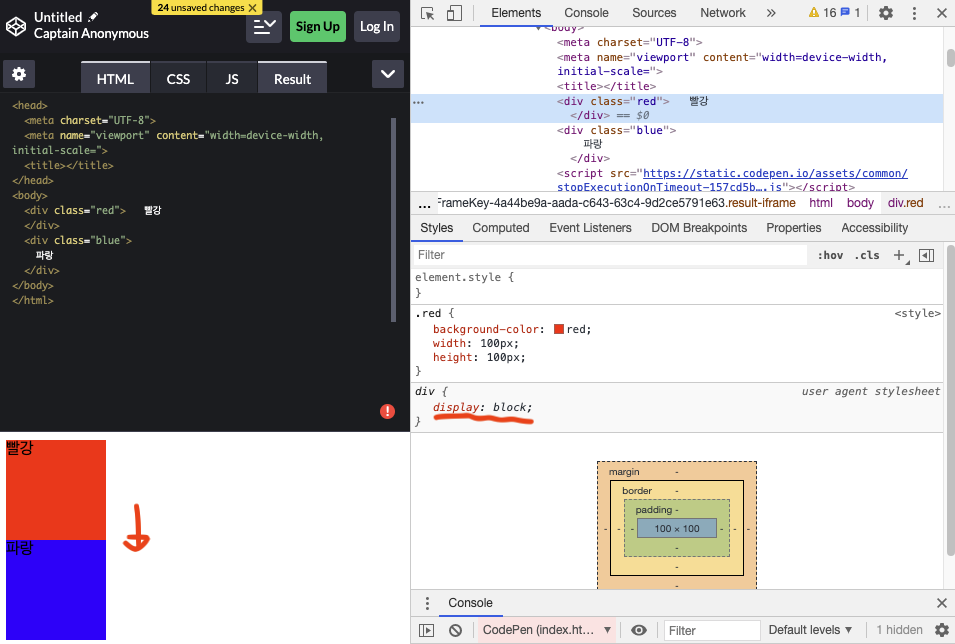 24 unsaved changes ×
Untitled
Captain Anonymous
Sign Up
Log In
HTML
CSS
JS
Result
<head>
<meta charset="UTF-8">
<meta name="viewport" content="width=device-width,
initial-scale=">
<title></title>
</head>
<body>
<div class="red"> 빨강
</div>
<div class="blue">
파랑
</div>
</body>
</html>
빨강
파랑
Elements
Console
Sources
Network
»
16
1
<body>
<meta charset="UTF-8">
<meta name="viewport" content="width=device-width,
initial-scale=">
<title></title>
<div class="red"> 빨강
</div> == $0
<div class="blue">
파랑
</div>
<script src="https://static.codepen.io/assets/common/
stopExecutionOnTimeout-157cd5b….js"></script>
... FrameKey-4a44be9a-aada-c643-63c4-9d2ce5791e63.result-iframe html body div.red ...
Styles
Computed
Event Listeners
DOM Breakpoints
Properties
Accessibility
Filter
:hov .cls +
element.style {
}
.red { <style>
background-color: red;
width: 100px;
height: 100px;
}
div { user agent stylesheet
display: block;
}
margin -
border -
padding -
- - - 100 × 100 - - -
-
-
-
Console
CodePen (index.ht… ▼
Filter
Default levels ▼
1 hidden